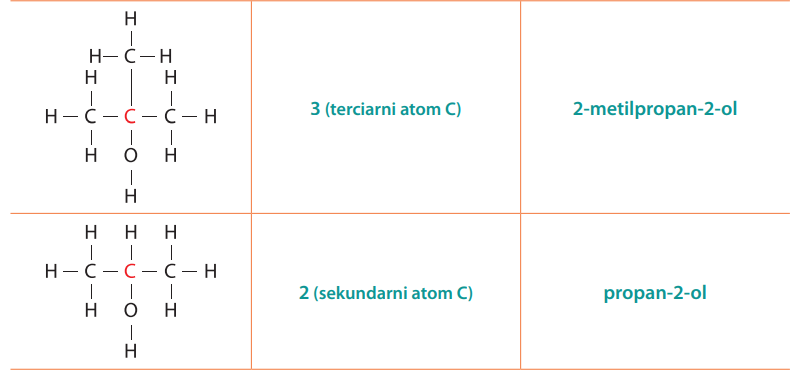 H
H – C – H
H H
H – C – C – C – H
3 (terciarni atom C)
2-metilpropan-2-ol
H O H
H
H H H
H – C – C – C – H
2 (sekundarni atom C)
propan-2-ol
H O H
H